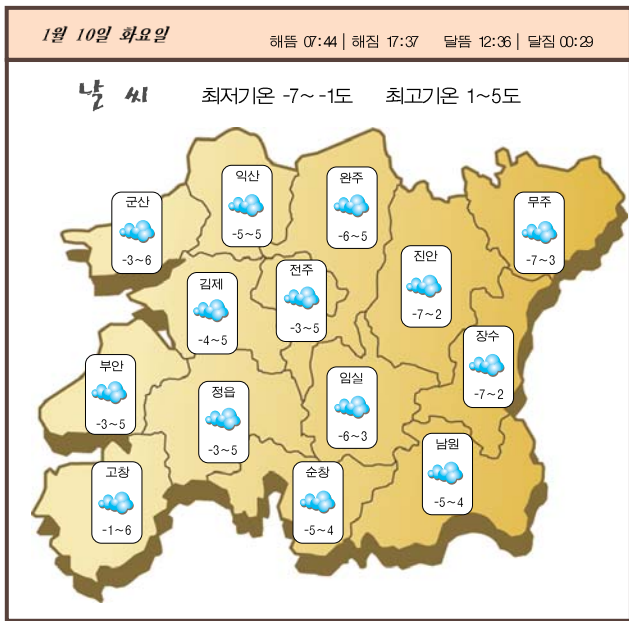 1월 10일 화요일
해뜸 07:44 | 해짐 17:37 달뜸 12:36 | 달짐 00:29
날 씨 최저기온 -7~ -1도 최고기온 1~5도
익산
-5~5
완주
-6~5
군산
-3~6
무주
-7~3
진안
-7~2
전주
-3~5
김제
-4~5
장수
-7~2
부안
-3~5
임실
-6~3
정읍
-3~5
남원
-5~4
고창
-1~6
순창
-5~4